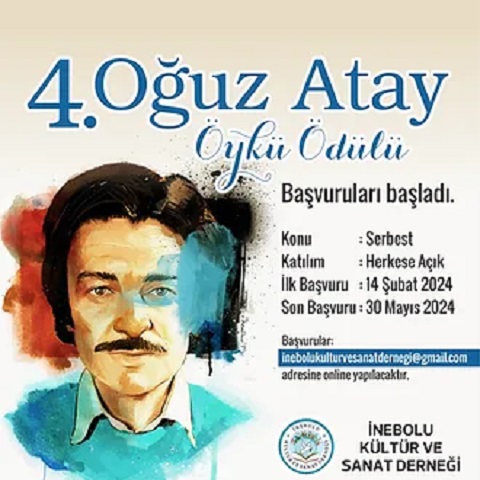 4. Oğuz Atay
Öykü Ödülü
Başvuruları başladı.
Konu : Serbest
Katılım : Herkese Açık
İlk Başvuru : 14 Şubat 2024
Son Başvuru : 30 Mayıs 2024
Başvurular:
inebolukulturvesanatdernegi@gmail.com
adresine online yapılacaktır.
İNEBOLU
KÜLTÜR VE
SANAT DERNEĞİ